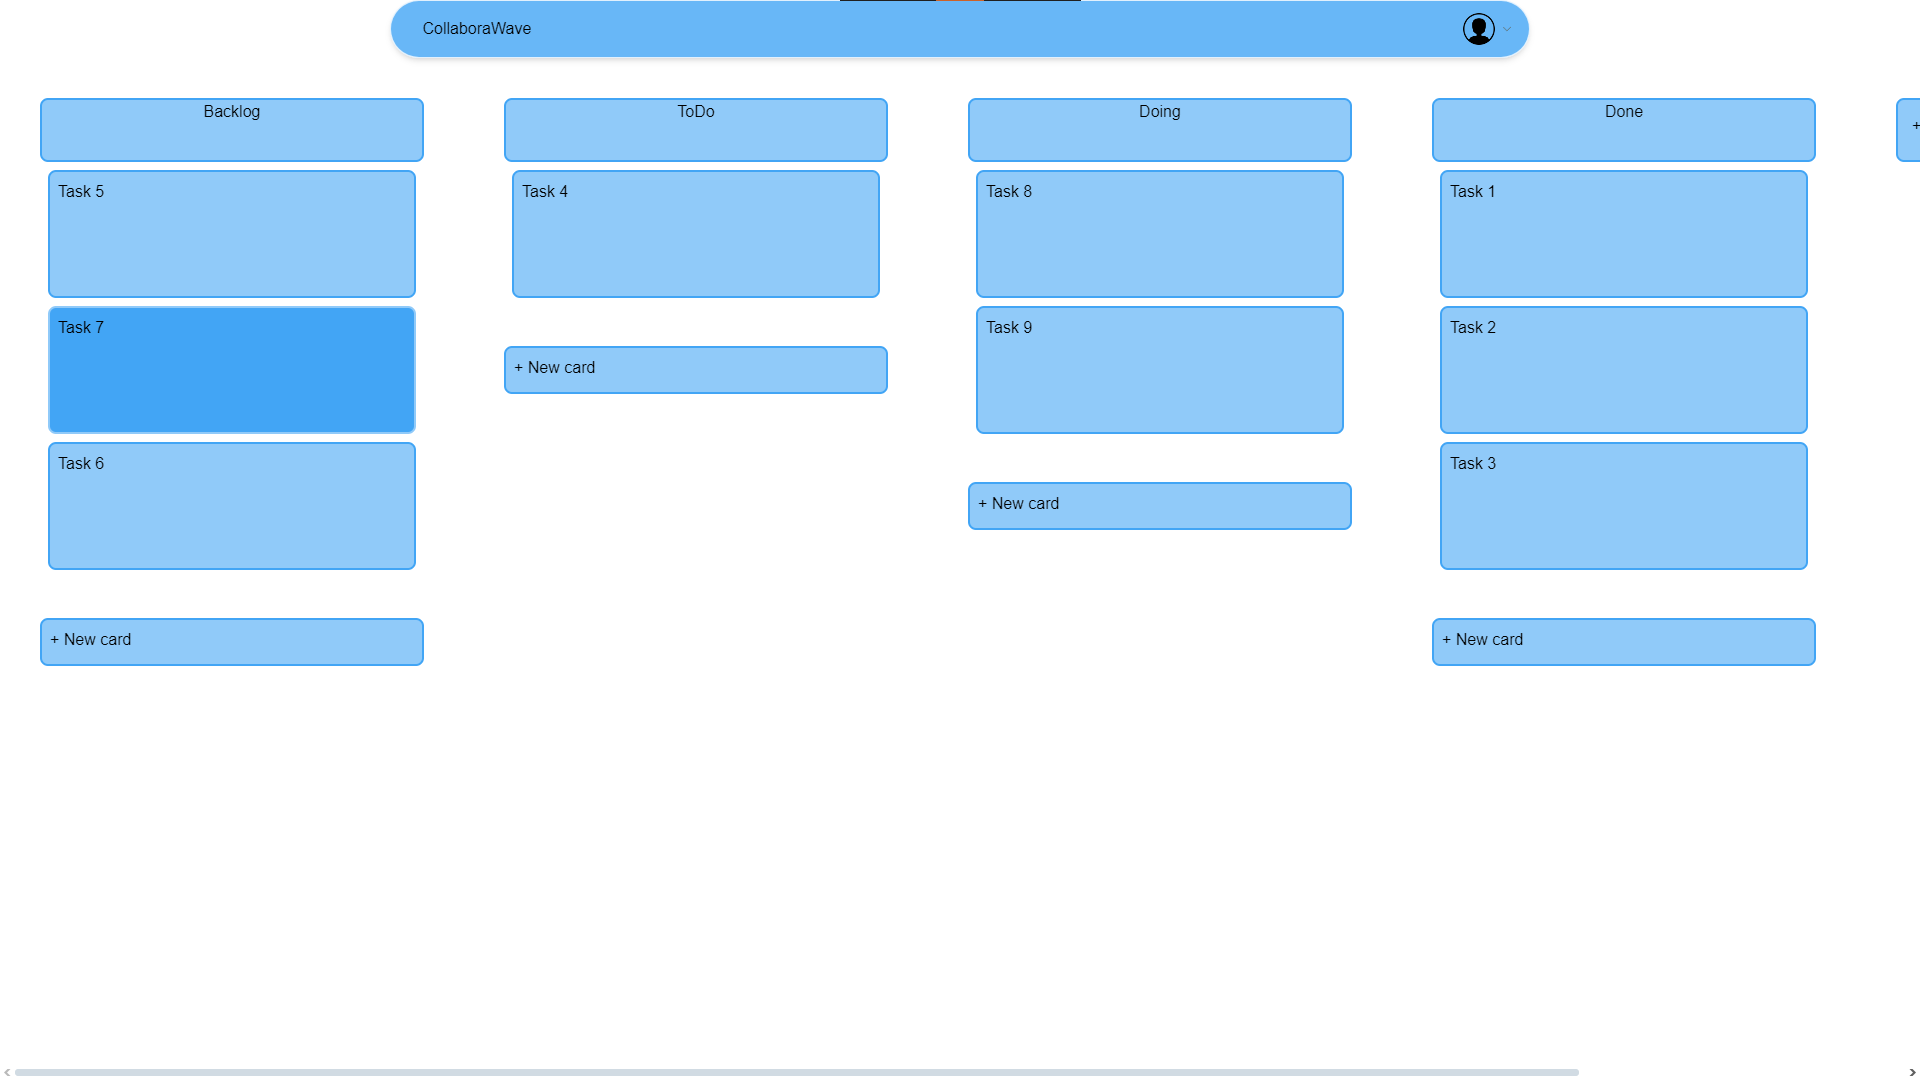 CollaboraWave
Backlog
Task 5
Task 7
Task 6
+ New card
ToDo
Task 4
+ New card
Doing
Task 8
Task 9
+ New card
Done
Task 1
Task 2
Task 3
+ New card
+